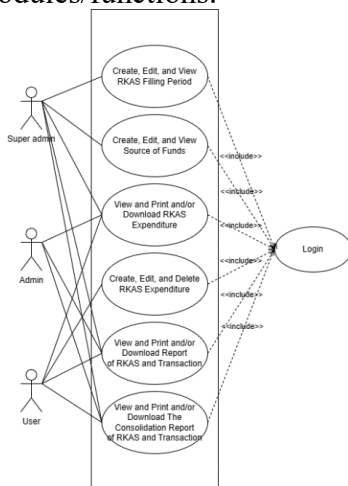 odules/functions.
Create, Edit, and View
RKAS Filling Period
Super admin
Create, Edit, and View
Source of Funds
<<include>>
<<include>>
View and Print and/or
Download RKAS
Expenditure
<<include>>
Login
Admin
Create, Edit, and Delete
RKAS Expenditure
<<include>>
<<include>>
View and Print and/or
Download Report
of RKAS and Transaction
<<include>>
User
View and Print and/or
Download The
Consolidation Report
of RKAS and Transaction